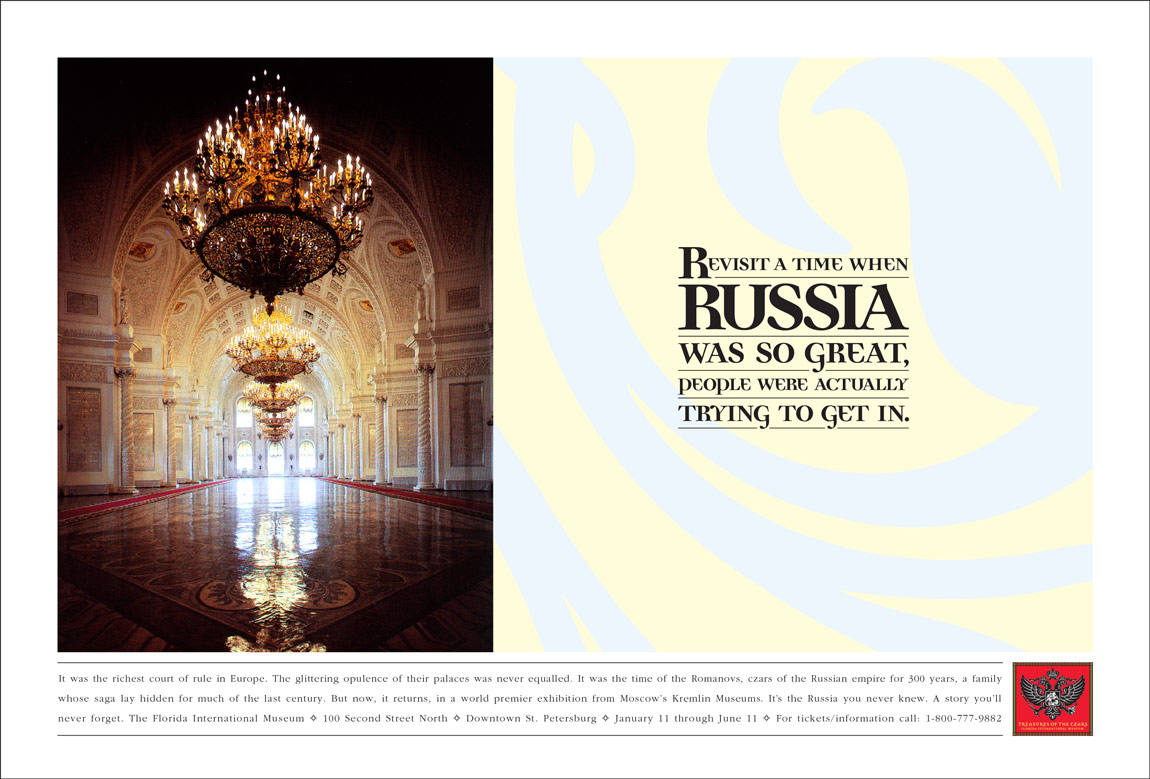 REVISIT A TIME WHEN
RUSSIA
WAS SO GREAT,
PEOPLE WERE ACTUALLY
TRYING TO GET IN.
It was the richest court of rule in Europe. The glittering opulence of their palaces was never equalled. It was the time of the Romanovs, czars of the Russian empire for 300 years, a family
whose saga lay hidden for much of the last century. But now it returns, in a world premier exhibition from Moscow's Kremlin Museums. It's the Russia you never knew. A story you'll
never forget. The Florida International Museum ✧ 100 Second Street North ✧ Downtown St. Petersburg ✧ January 11 through June 11 ✧ For tickets/information call: 1-800-777-9882
TREASURES OF THE CZARS
FLORIDA INTERNATIONAL MUSEUM